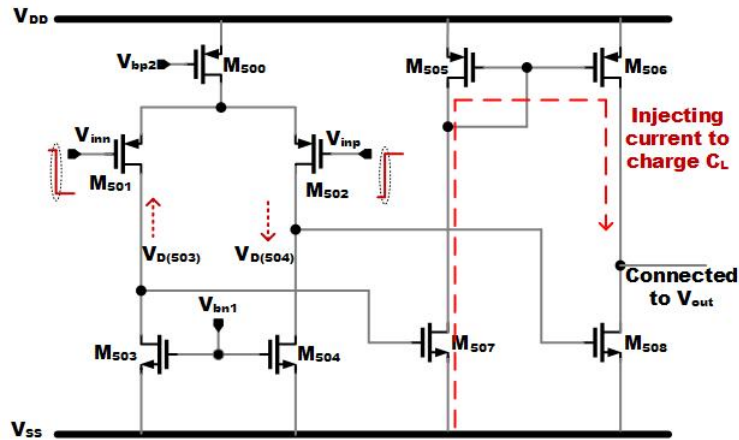 VDD
Vbp2
M500
M505
M506
Injecting
current to
charge CL
Vinn
Vinp
M501
M502
VD(503)
VD(504)
Vbn1
Connected
to Vout
M503
M504
M507
M508
VSS